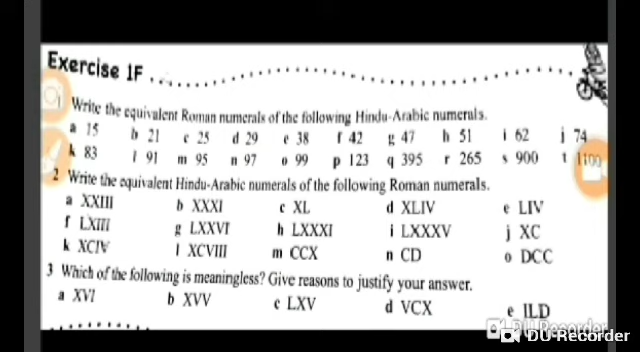 Exercise 1F
1 Write the equivalent Roman numerals of the following Hindu-Arabic numerals.
a 15 b 21 c 25 d 29 e 38 f 42 g 47 h 51 i 62 j 74
k 83 l 91 m 95 n 97 o 99 p 123 q 395 r 265 s 900 t 1100
2 Write the equivalent Hindu-Arabic numerals of the following Roman numerals.
a XXIII b XXXI c XL d XLIV e LIV
f LXIII g LXXVI h LXXXI i LXXXV j XC
k XCIV l XCVIII m CCX n CD o DCC
3 Which of the following is meaningless? Give reasons to justify your answer.
a XVI b XVV c LXV d VCX e ILD
DU Recorder
DU Recorder